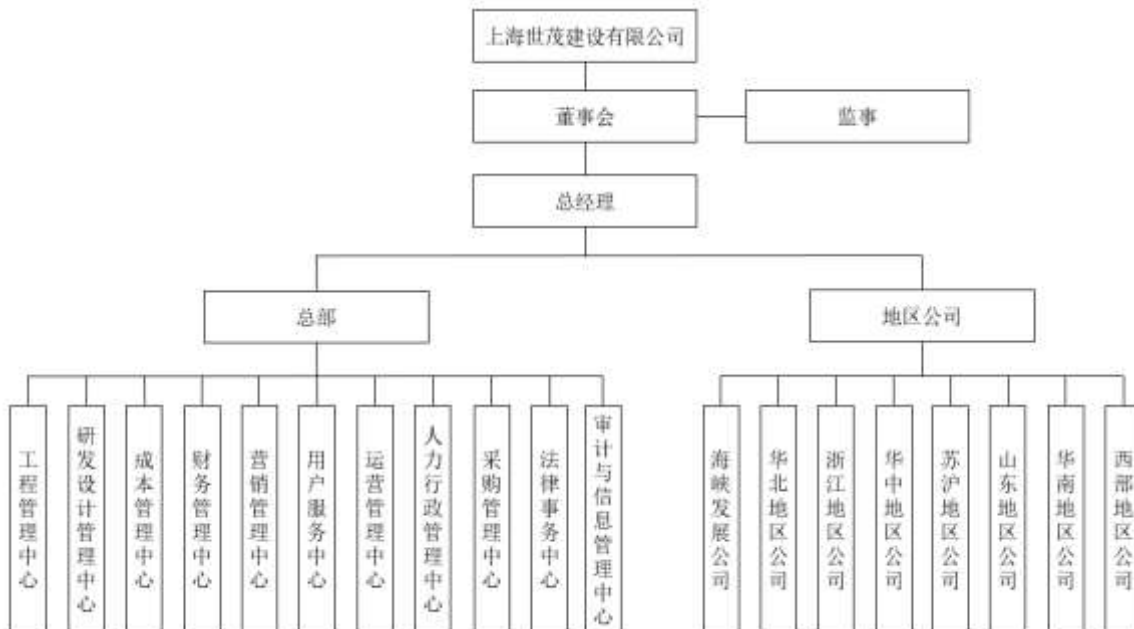 上海世茂建设有限公司
董事会
监事
总经理
总部
地区公司
工程管理中心
研发设计管理中心
成本管理中心
财务管理中心
营销管理中心
用户服务中心
运营管理中心
人力行政管理中心
采购管理中心
法律事务中心
审计与信息管理中心
海峡发展公司
华北地区公司
浙江地区公司
华中地区公司
苏沪地区公司
山东地区公司
华南地区公司
西部地区公司